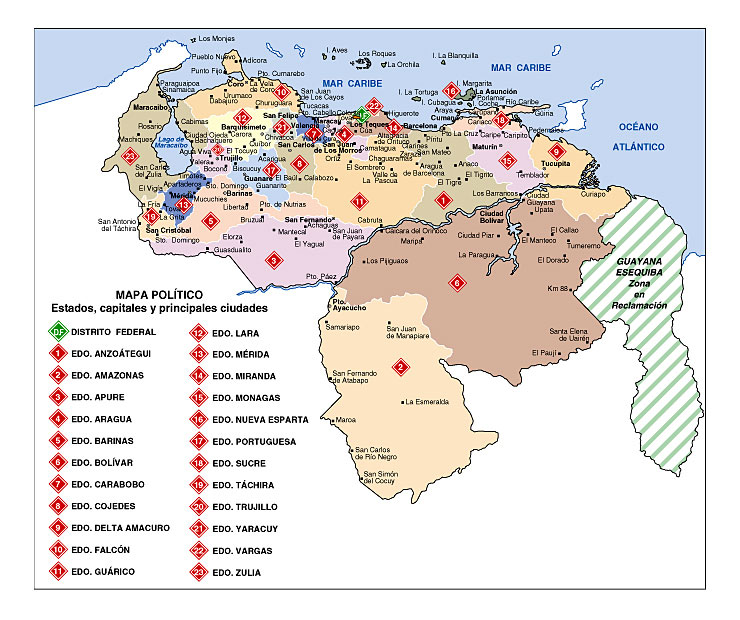 Los Monjes
Pueblo Nuevo
Adícora
Punto Fijo
I. Aves
Los Roques
La Orchila
I. La Blanquilla
MAR CARIBE
MAR CARIBE
Pto. Cumarebo
Coro
La Vela
de Coro
Paraguaipoa
Sinamaica
Urumaco
Dabajuro
Churuguara
San Juan
de Los Cayos
Tucacas
Pto. Cabello
I. La Tortuga
I. Margarita
La Asunción
Porlamar
I. Cubagua
I. Coche
Araya
Río Caribe
Güiria
Higuerote
Cumaná
Maracaibo
Rosario
Machiques
Cabimas
Ciudad Ojeda
Lago de
Maracaibo
Bachaquero
Carora
Barquisimeto
San Felipe
Chivacoa
Valencia
Maracay
Los Teques
Cúa
Barcelona
Pto La Cruz
Caripe
Caripito
Pedernales
OCÉANO
ATLÁNTICO
El Tocuyo
San Carlos
San Juan
de Los Morros
Ortíz
Altagracia
de Orituco
Camatagua
Chaguaramas
El Sombrero
Valle de
La Pascua
Clarines
Zaraza
Aragua
de Barcelona
San Mateo
Anaco
El Tigre
El Tigrito
Maturín
Temblador
Los Barrancos
Tucupita
Curiapo
Valera
Trujillo
Boconó
Biscucuy
Guanare
Guanarito
Acarigua
El Baúl
Calabozo
San Carlos
del Zulia
El Vigía
Timotes
Apartaderos
Mérida
Mucuchíes
Sto. Domingo
Barinas
Libertad
Pto de Nutrias
Bruzual
La Fría
La Grita
San Antonio
del Táchira
San Cristóbal
Sto. Domingo
Guasdualito
Elorza
Mantecal
El Yagual
San Fernando
Achaguas
San Juan
de Payara
Cabruta
Caicara del Orinoco
Maripa
Ciudad
Bolívar
Ciudad
Guayana
Upata
Ciudad Piar
La Paragua
El Manteco
El Callao
Tumeremo
El Dorado
Km 88
Los Pijiguaos
Pto. Páez
Pto.
Ayacucho
Samariapo
San Juan
de Manapiare
Santa Elena
de Uairén
El Paují
San Fernando
de Atabapo
La Esmeralda
Maroa
San Carlos
de Río Negro
San Simón
del Cocuy
GUAYANA
ESEQUIBA
Zona
en
Reclamación
MAPA POLÍTICO
Estados, capitales y principales ciudades
DF DISTRITO FEDERAL
1 EDO. ANZOÁTEGUI
2 EDO. AMAZONAS
3 EDO. APURE
4 EDO. ARAGUA
5 EDO. BARINAS
6 EDO. BOLÍVAR
7 EDO. CARABOBO
8 EDO. COJEDES
9 EDO. DELTA AMACURO
10 EDO. FALCÓN
11 EDO. GUÁRICO
12 EDO. LARA
13 EDO. MÉRIDA
14 EDO. MIRANDA
15 EDO. MONAGAS
16 EDO. NUEVA ESPARTA
17 EDO. PORTUGUESA
18 EDO. SUCRE
19 EDO. TÁCHIRA
20 EDO. TRUJILLO
21 EDO. YARACUY
22 EDO. VARGAS
23 EDO. ZULIA